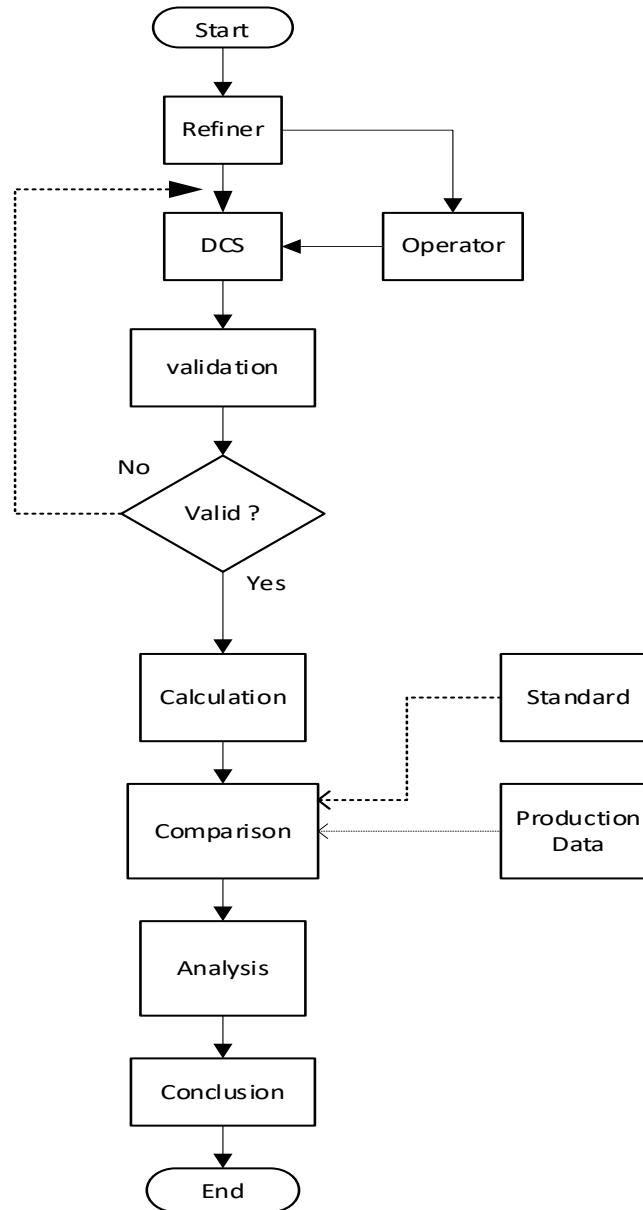 Start
Refiner
DCS
Operator
validation
No
Valid ?
Yes
Calculation
Standard
Comparison
Production
Data
Analysis
Conclusion
End